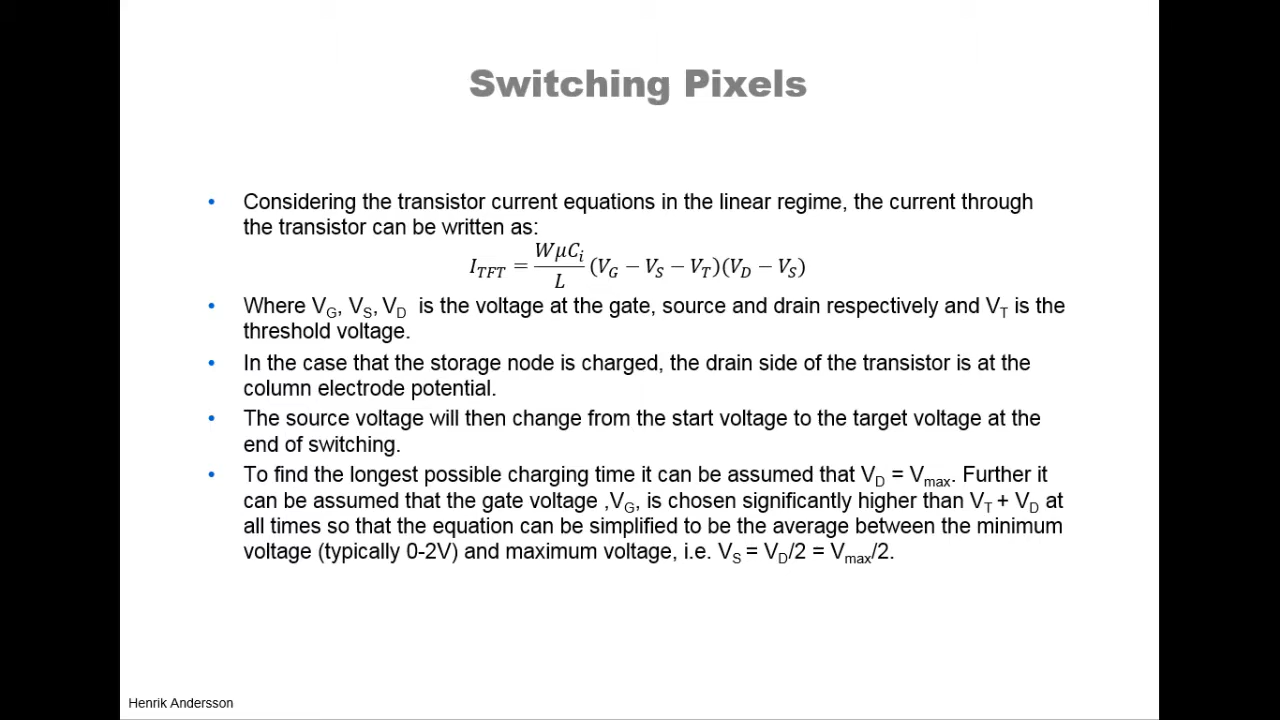 Switching Pixels
• Considering the transistor current equations in the linear regime, the current through
the transistor can be written as:
I_TFT = WμC_i/L (V_G − V_S − V_T)(V_D − V_S)
• Where V_G, V_S, V_D is the voltage at the gate, source and drain respectively and V_T is the
threshold voltage.
• In the case that the storage node is charged, the drain side of the transistor is at the
column electrode potential.
• The source voltage will then change from the start voltage to the target voltage at the
end of switching.
• To find the longest possible charging time it can be assumed that V_D = V_max. Further it
can be assumed that the gate voltage ,V_G, is chosen significantly higher than V_T + V_D at
all times so that the equation can be simplified to be the average between the minimum
voltage (typically 0-2V) and maximum voltage, i.e. V_S = V_D/2 = V_max/2.
Henrik Andersson